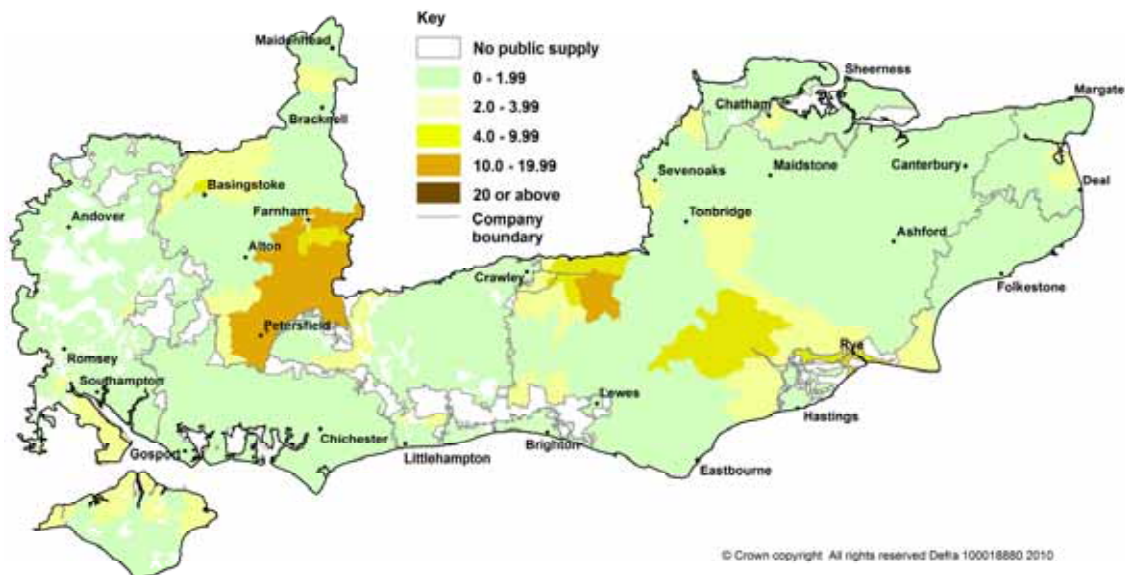 Key
No public supply
0 - 1.99
2.0 - 3.99
4.0 - 9.99
10.0 - 19.99
20 or above
Company
boundary
Maidenhead
Bracknell
Basingstoke
Farnham
Andover
Alton
Petersfield
Romsey
Southampton
Gosport
Chichester
Littlehampton
Brighton
Lewes
Crawley
Eastbourne
Hastings
Rye
Sheerness
Chatham
Margate
Sevenoaks
Maidstone
Canterbury
Deal
Tonbridge
Ashford
Folkestone
© Crown copyright All rights reserved Defra 100018880 2010